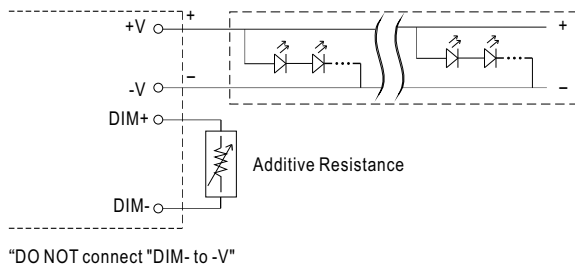 +V
+
+
-V
–
–
DIM+
Additive Resistance
DIM-
“DO NOT connect "DIM- to -V"